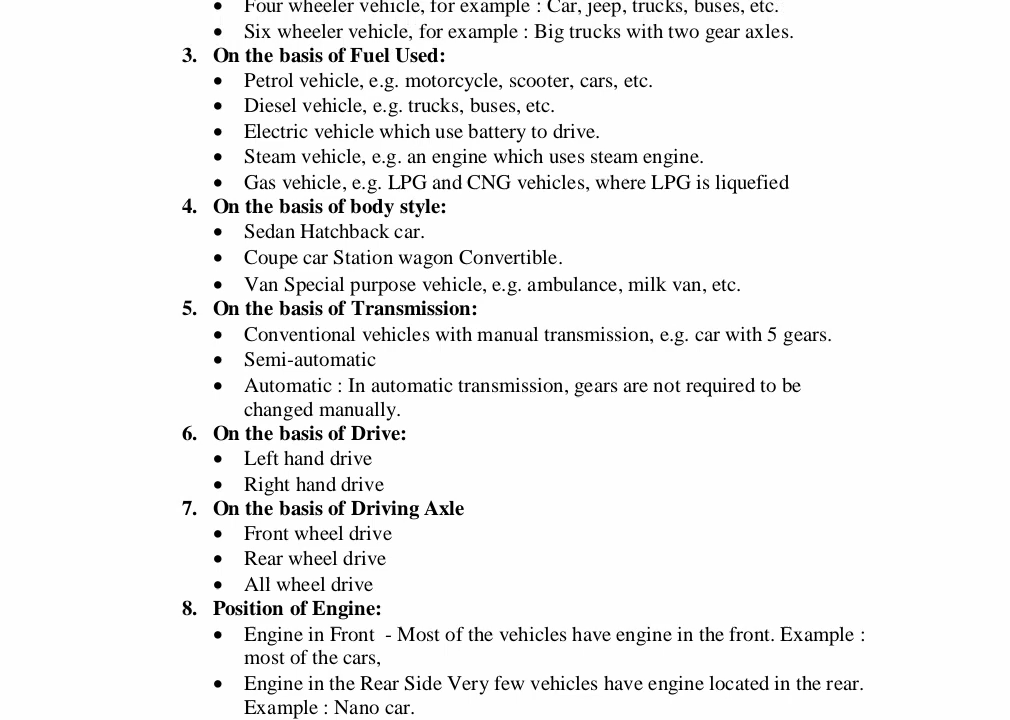 • Four wheeler vehicle, for example : Car, jeep, trucks, buses, etc.
• Six wheeler vehicle, for example : Big trucks with two gear axles.
3. On the basis of Fuel Used:
• Petrol vehicle, e.g. motorcycle, scooter, cars, etc.
• Diesel vehicle, e.g. trucks, buses, etc.
• Electric vehicle which use battery to drive.
• Steam vehicle, e.g. an engine which uses steam engine.
• Gas vehicle, e.g. LPG and CNG vehicles, where LPG is liquefied
4. On the basis of body style:
• Sedan Hatchback car.
• Coupe car Station wagon Convertible.
• Van Special purpose vehicle, e.g. ambulance, milk van, etc.
5. On the basis of Transmission:
• Conventional vehicles with manual transmission, e.g. car with 5 gears.
• Semi-automatic
• Automatic : In automatic transmission, gears are not required to be
changed manually.
6. On the basis of Drive:
• Left hand drive
• Right hand drive
7. On the basis of Driving Axle
• Front wheel drive
• Rear wheel drive
• All wheel drive
8. Position of Engine:
• Engine in Front - Most of the vehicles have engine in the front. Example :
most of the cars,
• Engine in the Rear Side Very few vehicles have engine located in the rear.
Example : Nano car.